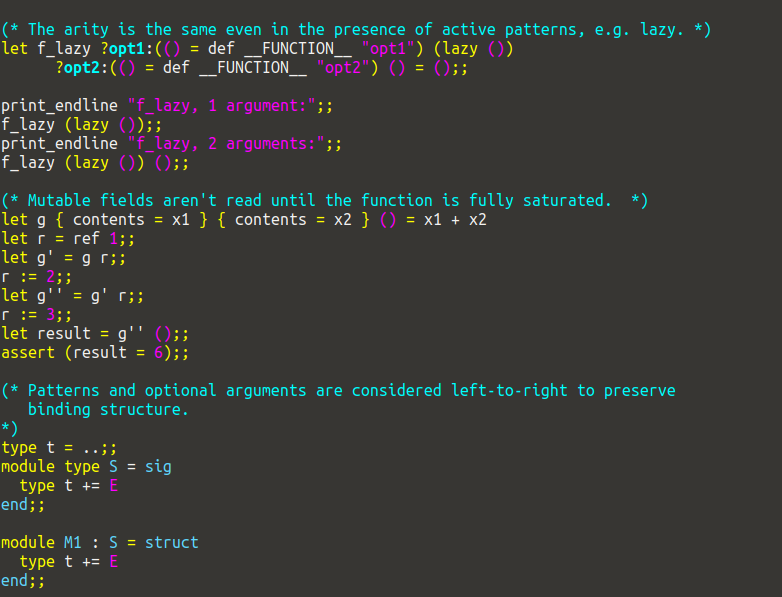 (* The arity is the same even in the presence of active patterns, e.g. lazy. *)
let f_lazy ?opt1:(() = def __FUNCTION__ "opt1") (lazy ())
      ?opt2:(() = def __FUNCTION__ "opt2") () = ();;
print_endline "f_lazy, 1 argument:";;
f_lazy (lazy ());;
print_endline "f_lazy, 2 arguments:";;
f_lazy (lazy ()) ();;
(* Mutable fields aren't read until the function is fully saturated.  *)
let g { contents = x1 } { contents = x2 } () = x1 + x2
let r = ref 1;;
let g' = g r;;
r := 2;;
let g'' = g' r;;
r := 3;;
let result = g'' ();;
assert (result = 6);;
(* Patterns and optional arguments are considered left-to-right to preserve
   binding structure.
*)
type t = ..;;
module type S = sig
  type t += E
end;;
module M1 : S = struct
  type t += E
end;;